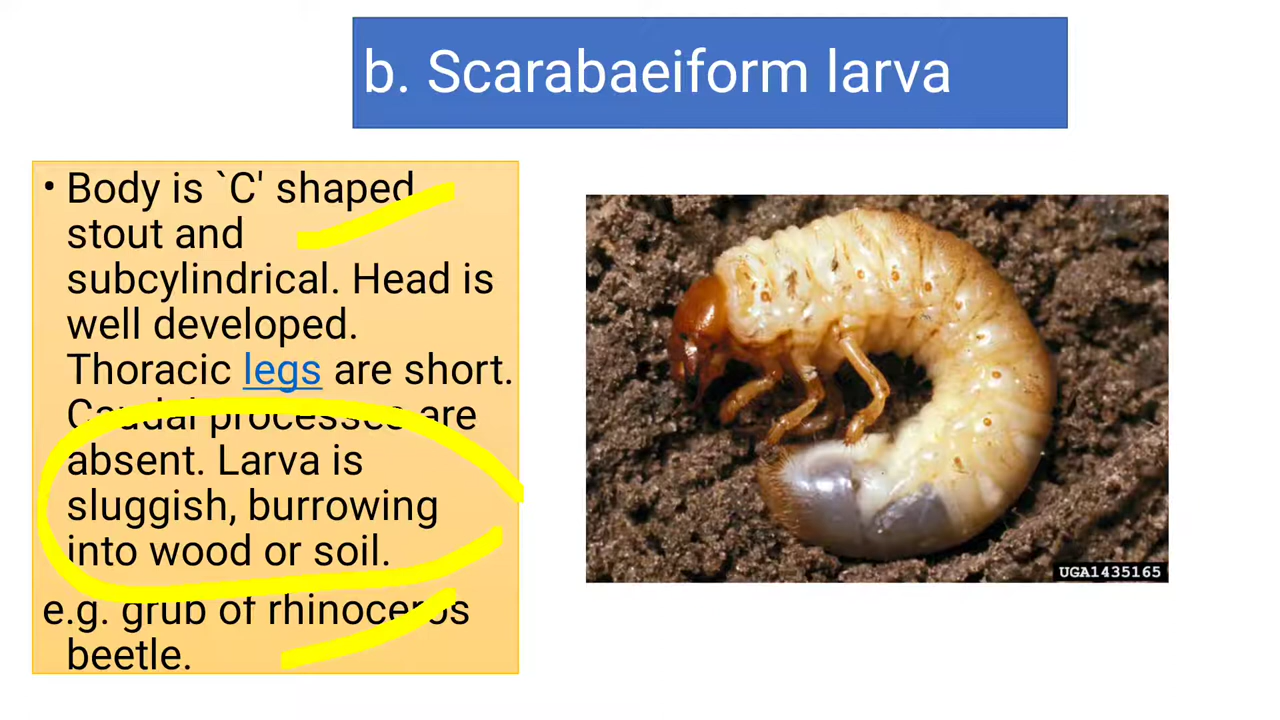 b. Scarabaeiform larva
• Body is `C' shaped
stout and
subcylindrical. Head is
well developed.
Thoracic legs are short.
Caudal processes are
absent. Larva is
sluggish, burrowing
into wood or soil.
e.g. grub of rhinoceros
beetle.
UGA1435165